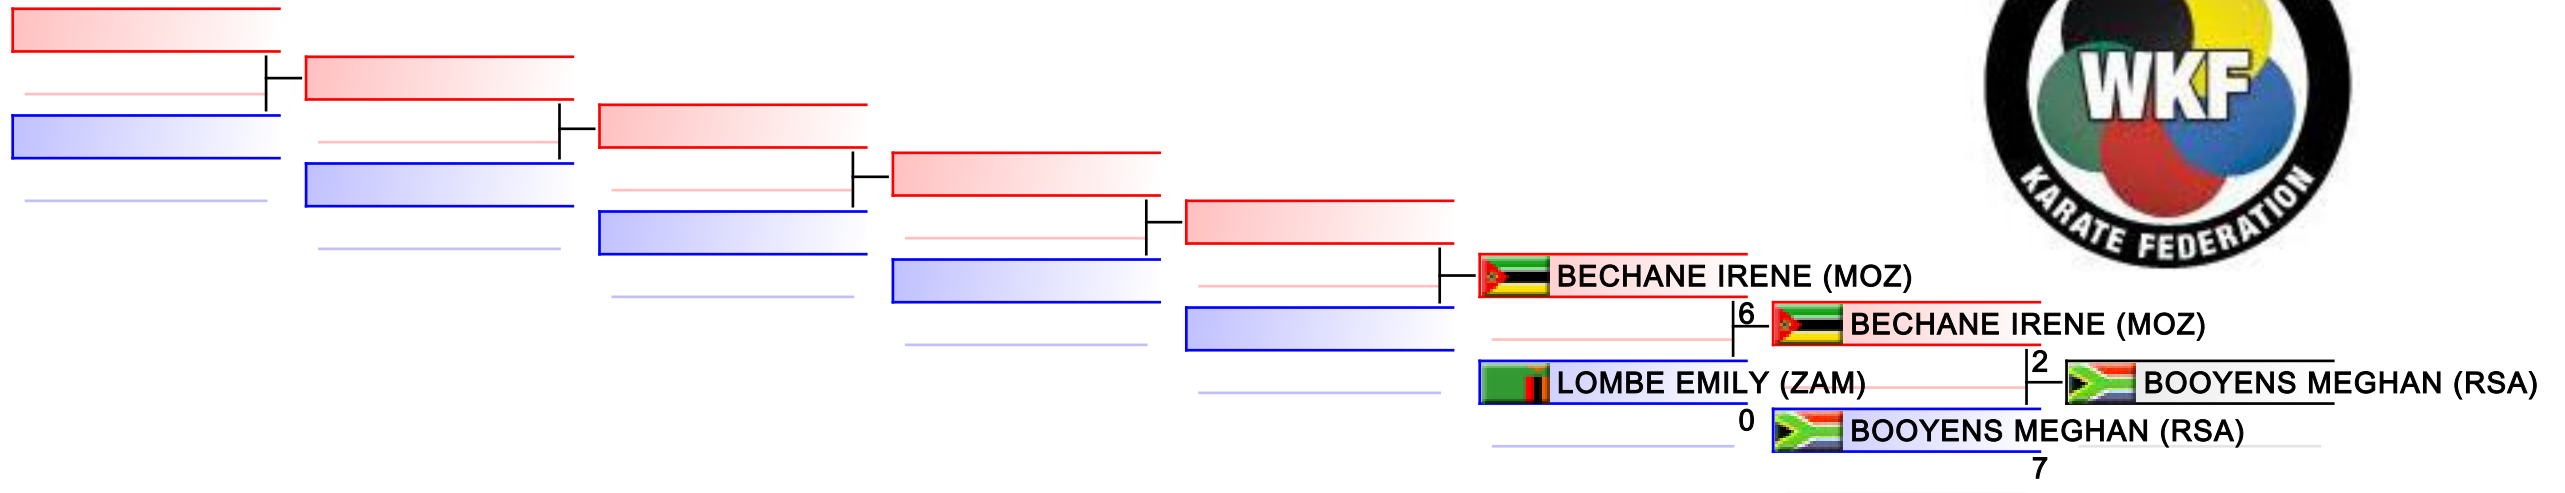 WKF
KARATE FEDERATION
BECHANE IRENE (MOZ)
6
BECHANE IRENE (MOZ)
2
LOMBE EMILY (ZAM)
BOOYENS MEGHAN (RSA)
0
BOOYENS MEGHAN (RSA)
7